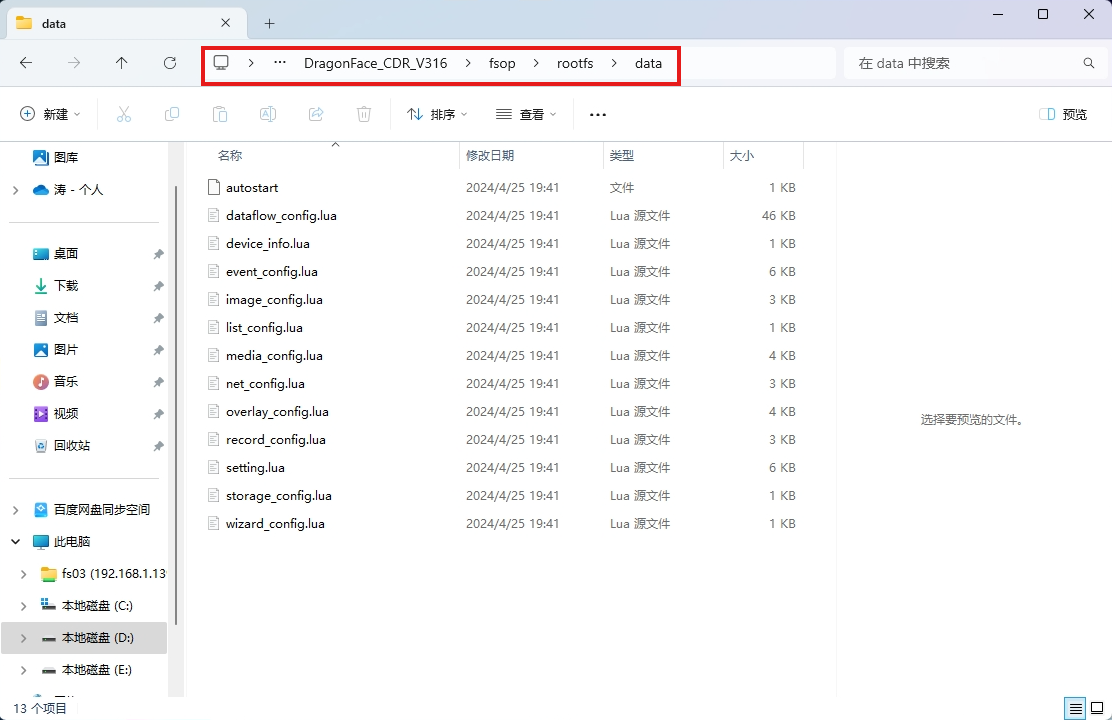 data
DragonFace_CDR_V316 fsop rootfs data
在 data 中搜索
新建 排序 查看 预览
图库
涛 - 个人
桌面
下载
文档
图片
音乐
视频
回收站
百度网盘同步空间
此电脑
fs03 (192.168.1.13
本地磁盘 (C:)
本地磁盘 (D:)
本地磁盘 (E:)
名称 修改日期 类型 大小
autostart 2024/4/25 19:41 文件 1 KB
dataflow_config.lua 2024/4/25 19:41 Lua 源文件 46 KB
device_info.lua 2024/4/25 19:41 Lua 源文件 1 KB
event_config.lua 2024/4/25 19:41 Lua 源文件 6 KB
image_config.lua 2024/4/25 19:41 Lua 源文件 3 KB
list_config.lua 2024/4/25 19:41 Lua 源文件 1 KB
media_config.lua 2024/4/25 19:41 Lua 源文件 4 KB
net_config.lua 2024/4/25 19:41 Lua 源文件 3 KB
overlay_config.lua 2024/4/25 19:41 Lua 源文件 4 KB
record_config.lua 2024/4/25 19:41 Lua 源文件 3 KB
setting.lua 2024/4/25 19:41 Lua 源文件 6 KB
storage_config.lua 2024/4/25 19:41 Lua 源文件 1 KB
wizard_config.lua 2024/4/25 19:41 Lua 源文件 1 KB
选择要预览的文件。
13 个项目